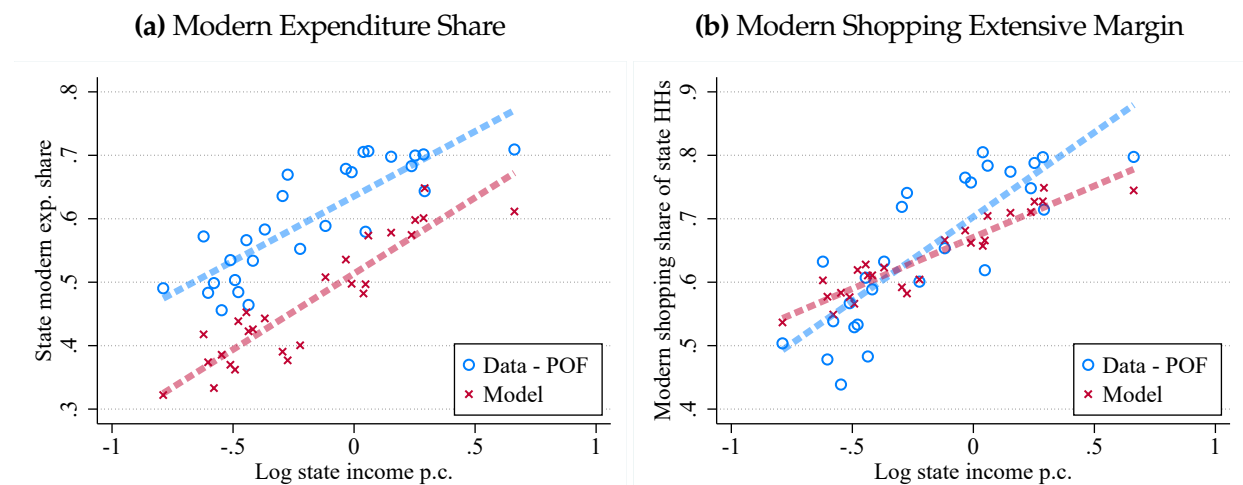 (a) Modern Expenditure Share
State modern exp. share
.8
.7
.6
.5
.4
.3
Data - POF
Model
-1
-.5
0
.5
1
Log state income p.c.
(b) Modern Shopping Extensive Margin
Modern shopping share of state HHs
.9
.8
.7
.6
.5
.4
Data - POF
Model
-1
-.5
0
.5
1
Log state income p.c.